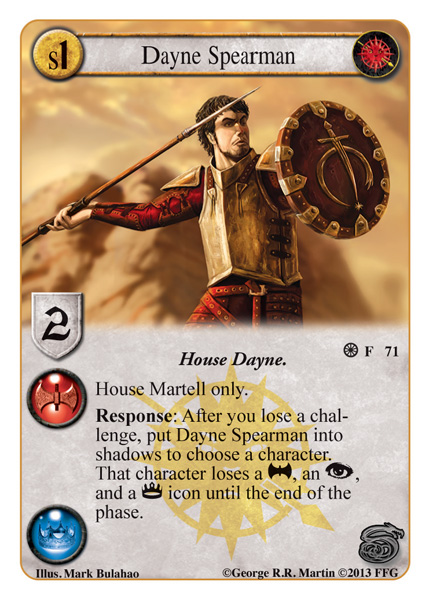 s1
Dayne Spearman
2
House Dayne.
F 71
House Martell only.
Response: After you lose a chal-
lenge, put Dayne Spearman into
shadows to choose a character.
That character loses a , an ,
and a icon until the end of the
phase.
Illus. Mark Bulahao
©George R.R. Martin ©2013 FFG